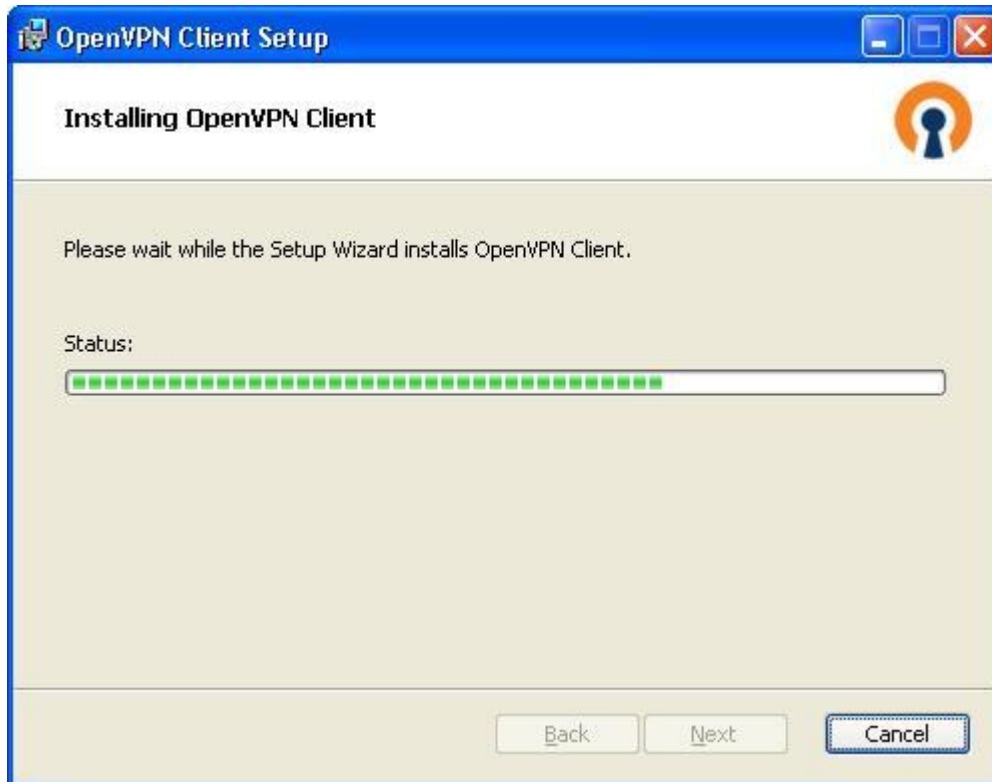 OpenVPN Client Setup
Installing OpenVPN Client
Please wait while the Setup Wizard installs OpenVPN Client.
Status:
Back Next Cancel